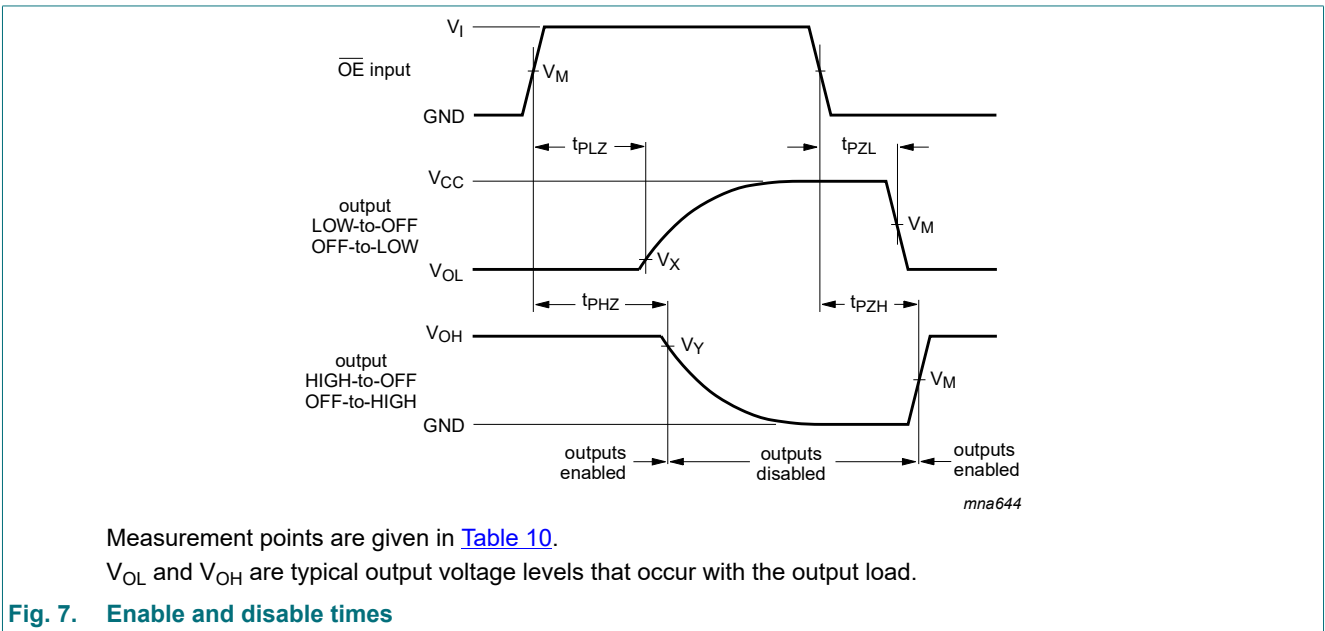 V_I
OE input
V_M
GND
t_PLZ
t_PZL
V_CC
output
LOW-to-OFF
OFF-to-LOW
V_M
V_X
V_OL
t_PHZ
t_PZH
V_OH
V_Y
output
HIGH-to-OFF
OFF-to-HIGH
V_M
GND
outputs
enabled
outputs
disabled
outputs
enabled
mna644
Measurement points are given in Table 10.
V_OL and V_OH are typical output voltage levels that occur with the output load.
Fig. 7. Enable and disable times